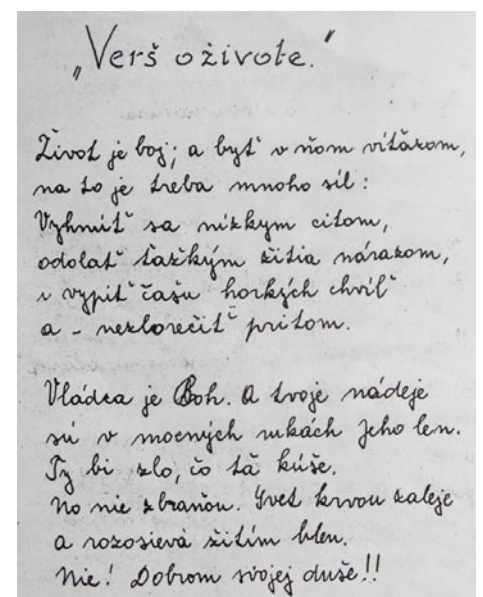 „Verš o živote."
Život je boj; a byť v ňom víťazom,
na to je treba mnoho síl:
Vyhnúť sa nízkym citom,
odolať ťažkým žitia nárazom,
i vypiť čašu horkých chvíľ
a - nezlorečiť pritom.
Vládca je Boh. A tvoje nádeje
sú v mocných rukách Jeho len.
Ty bi zlo, čo ťa kúše.
No nie zbraňou. Svet krvou zaleje
a rozosieva žitím blen.
Nie! Dobrom svojej duše!!